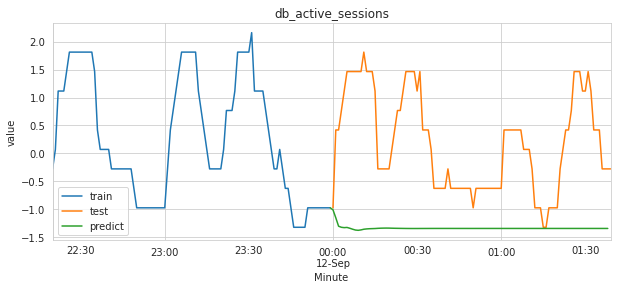 db_active_sessions
value
2.0
1.5
1.0
0.5
0.0
−0.5
−1.0
−1.5
train
test
predict
22:30
23:00
23:30
00:00
12-Sep
00:30
01:00
01:30
Minute